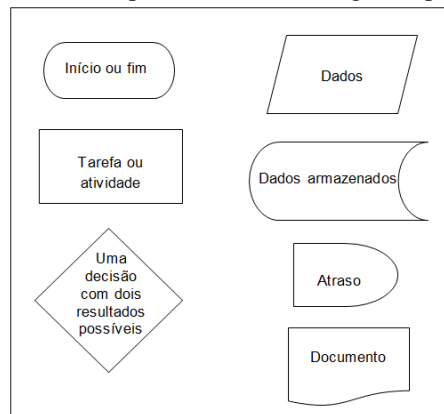 Início ou fim
Dados
Tarefa ou
atividade
Dados armazenados
Uma
decisão
com dois
resultados
possíveis
Atraso
Documento